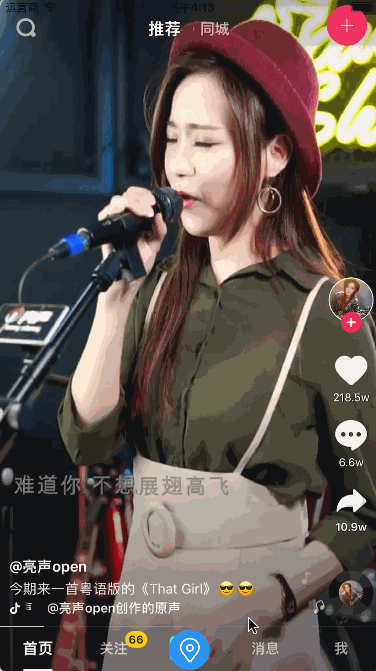 运营商
下午4:13
推荐
同城
218.5w
6.6w
10.9w
难道你 不想展翅高飞
@亮声open
今期来一首粤语版的《That Girl》😎😎
@亮声open创作的原声
首页
关注
66
消息
我